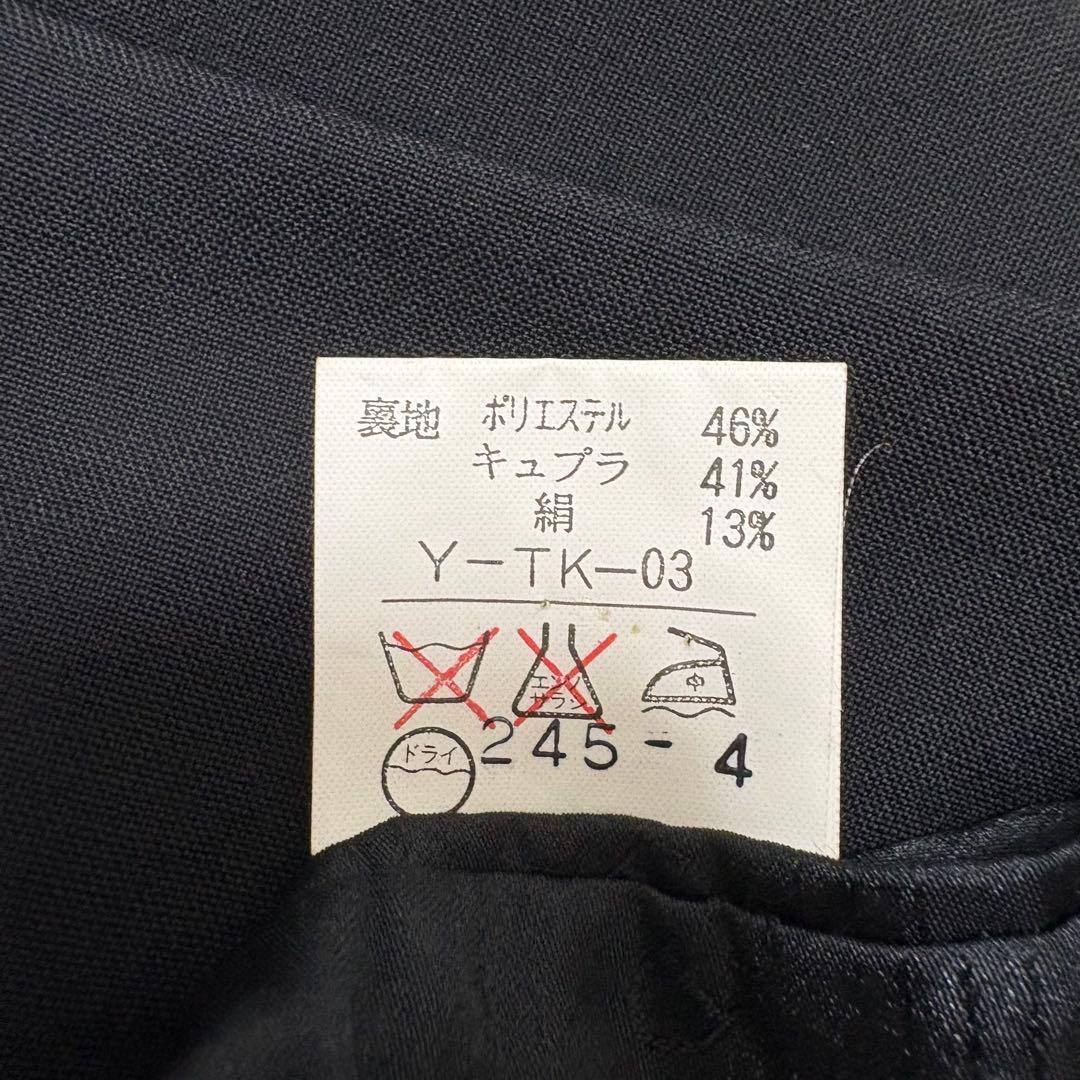 裏地 ポリエステル 46%
キュプラ 41%
絹 13%
Y-TK-03
エンソ
サラシ
中
ドライ
245-4